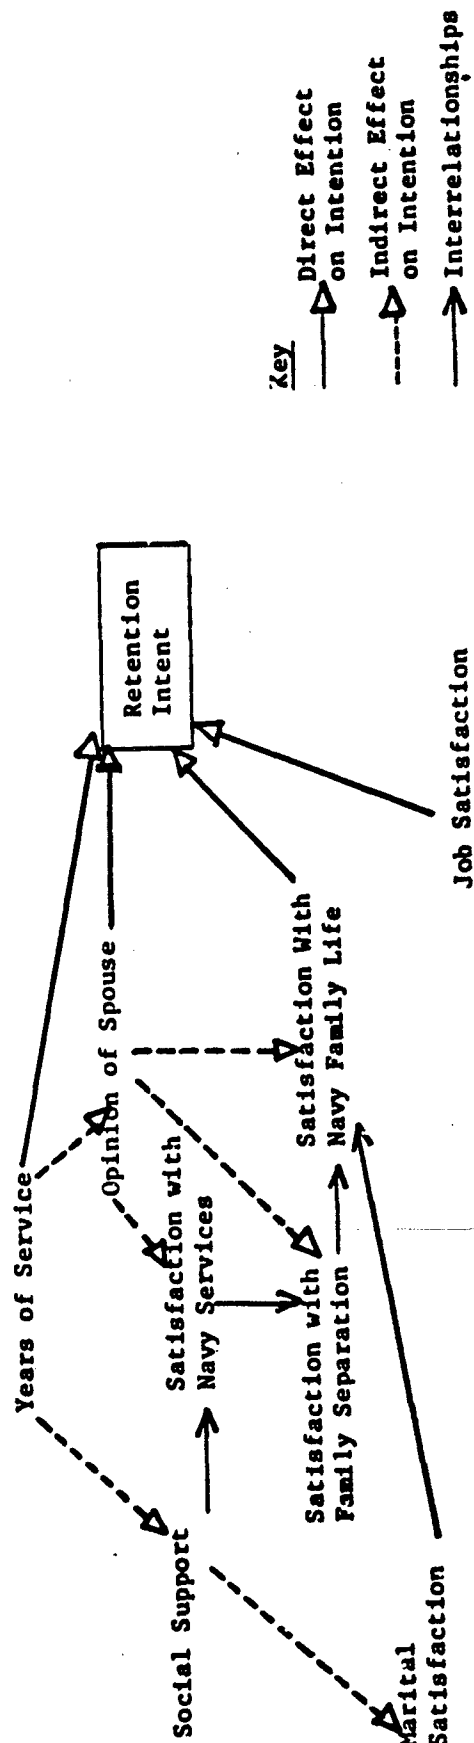 Years of Service
Opinion of Spouse
Retention
Intent
Social Support
Satisfaction with
Navy Services
Satisfaction with
Family Separation
Satisfaction With
Navy Family Life
Marital
Satisfaction
Job Satisfaction
Key
Direct Effect
on Intention
Indirect Effect
on Intention
Interrelationships